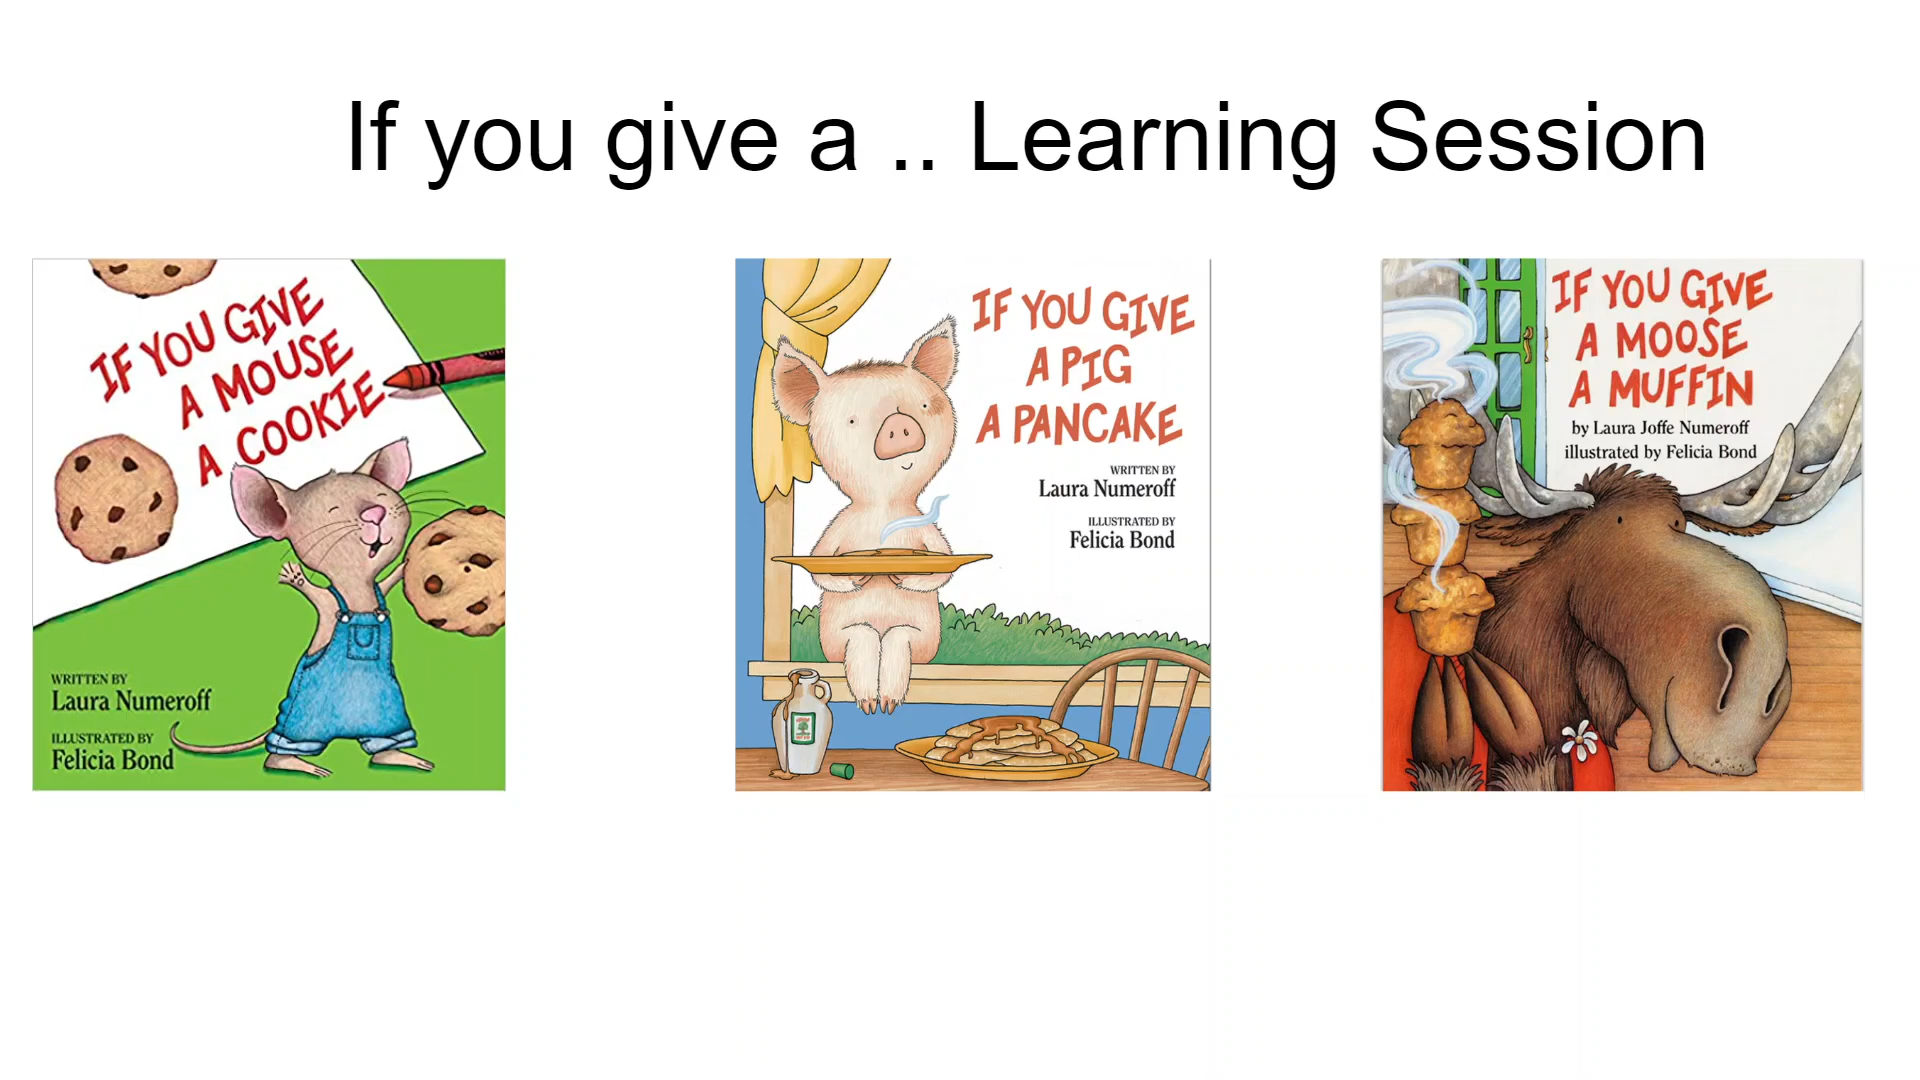 If you give a .. Learning Session
IF YOU GIVE
A MOUSE
A COOKIE
WRITTEN BY
Laura Numeroff
ILLUSTRATED BY
Felicia Bond
IF YOU GIVE
A PIG
A PANCAKE
WRITTEN BY
Laura Numeroff
ILLUSTRATED BY
Felicia Bond
IF YOU GIVE
A MOOSE
A MUFFIN
by Laura Joffe Numeroff
illustrated by Felicia Bond